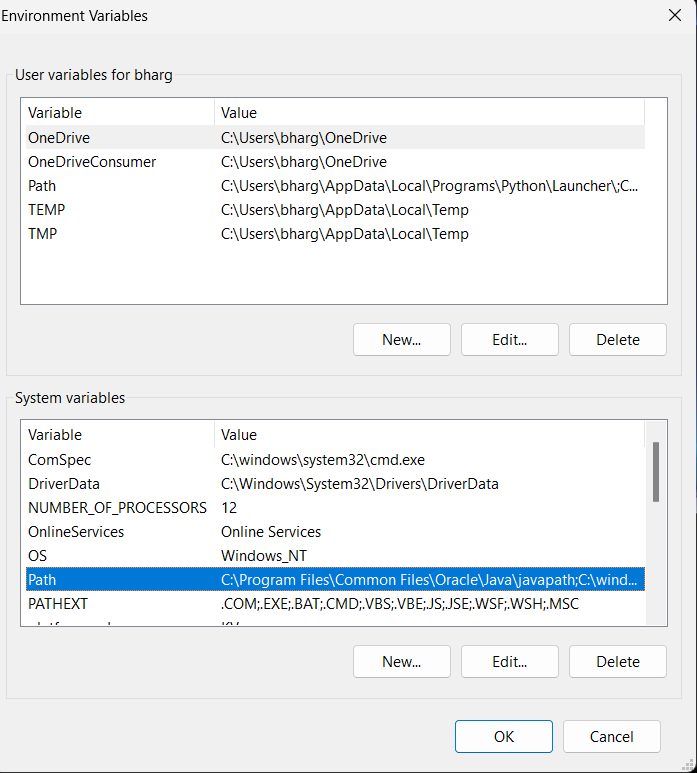 Environment Variables
User variables for bharg
Variable Value
OneDrive C:\Users\bharg\OneDrive
OneDriveConsumer C:\Users\bharg\OneDrive
Path C:\Users\bharg\AppData\Local\Programs\Python\Launcher\;C...
TEMP C:\Users\bharg\AppData\Local\Temp
TMP C:\Users\bharg\AppData\Local\Temp
New... Edit... Delete
System variables
Variable Value
ComSpec C:\windows\system32\cmd.exe
DriverData C:\Windows\System32\Drivers\DriverData
NUMBER_OF_PROCESSORS 12
OnlineServices Online Services
OS Windows_NT
Path C:\Program Files\Common Files\Oracle\Java\javapath;C:\wind...
PATHEXT .COM;.EXE;.BAT;.CMD;.VBS;.VBE;.JS;.JSE;.WSF;.WSH;.MSC
New... Edit... Delete
OK Cancel